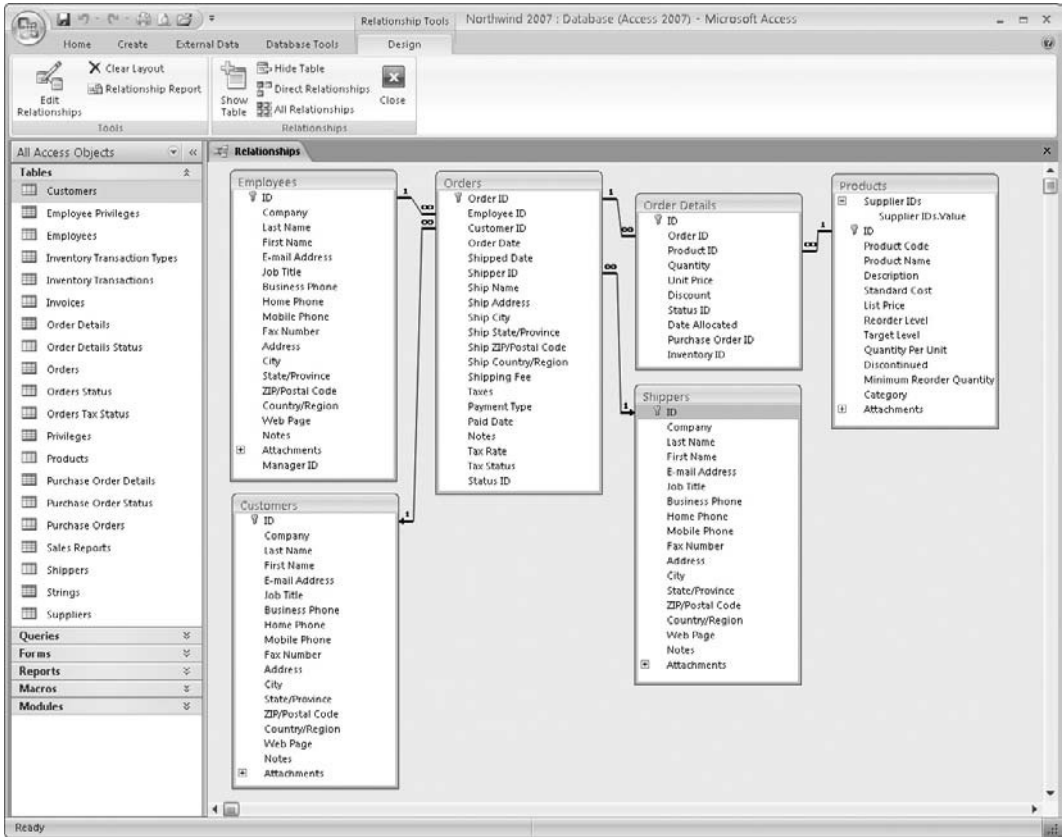 Relationship Tools Northwind 2007 : Database (Access 2007) - Microsoft Access
Home Create External Data Database Tools Design
Edit Relationships
Clear Layout
Relationship Report
Tools
Show Table
Hide Table
Direct Relationships
All Relationships
Close
Relationships
All Access Objects
Tables
Customers
Employee Privileges
Employees
Inventory Transaction Types
Inventory Transactions
Invoices
Order Details
Order Details Status
Orders
Orders Status
Orders Tax Status
Privileges
Products
Purchase Order Details
Purchase Order Status
Purchase Orders
Sales Reports
Shippers
Strings
Suppliers
Queries
Forms
Reports
Macros
Modules
Relationships
Employees
ID
Company
Last Name
First Name
E-mail Address
Job Title
Business Phone
Home Phone
Mobile Phone
Fax Number
Address
City
State/Province
ZIP/Postal Code
Country/Region
Web Page
Notes
Attachments
Manager ID
1
∞
∞
1
Customers
ID
Company
Last Name
First Name
E-mail Address
Job Title
Business Phone
Home Phone
Mobile Phone
Fax Number
Address
City
State/Province
ZIP/Postal Code
Country/Region
Web Page
Notes
Attachments
Orders
Order ID
Employee ID
Customer ID
Order Date
Shipped Date
Shipper ID
Ship Name
Ship Address
Ship City
Ship State/Province
Ship ZIP/Postal Code
Ship Country/Region
Shipping Fee
Taxes
Payment Type
Paid Date
Notes
Tax Rate
Tax Status
Status ID
1
∞
∞
1
Order Details
ID
Order ID
Product ID
Quantity
Unit Price
Discount
Status ID
Date Allocated
Purchase Order ID
Inventory ID
∞
1
Shippers
ID
Company
Last Name
First Name
E-mail Address
Job Title
Business Phone
Home Phone
Mobile Phone
Fax Number
Address
City
State/Province
ZIP/Postal Code
Country/Region
Web Page
Notes
Attachments
Products
Supplier IDs
Supplier IDs.Value
ID
Product Code
Product Name
Description
Standard Cost
List Price
Reorder Level
Target Level
Quantity Per Unit
Discontinued
Minimum Reorder Quantity
Category
Attachments
Ready